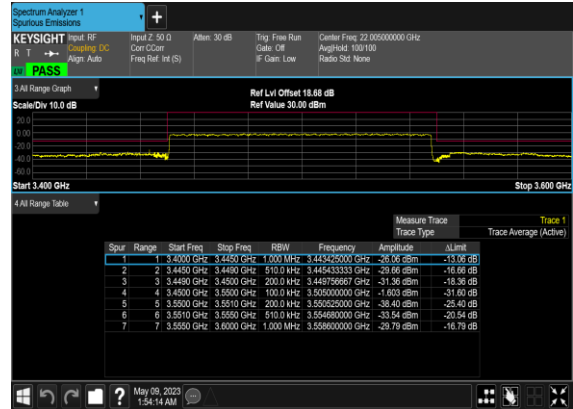 Spectrum Analyzer 1
Spurious Emissions
KEYSIGHT Input: RF Input Z: 50 Ω Atten: 30 dB Trig: Free Run Center Freq: 22.005000000 GHz
R T Coupling: DC Corr CCorr Gate: Off Avg|Hold: 100/100
Align: Auto Freq Ref: Int (S) IF Gain: Low Radio Std: None
PASS
3 All Range Graph
Ref Lvl Offset 18.68 dB
Scale/Div 10.0 dB Ref Value 30.00 dBm
20.0
0.00
-20.0
-40.0
-60.0
Start 3.400 GHz Stop 3.600 GHz
4 All Range Table
Measure Trace Trace 1
Trace Type Trace Average (Active)
Spur Range Start Freq Stop Freq RBW Frequency Amplitude ΔLimit
1 1 3.4000 GHz 3.4450 GHz 1.000 MHz 3.443425000 GHz -26.06 dBm -13.06 dB
2 2 3.4450 GHz 3.4490 GHz 510.0 kHz 3.445433333 GHz -29.66 dBm -16.66 dB
3 3 3.4490 GHz 3.4500 GHz 200.0 kHz 3.449756667 GHz -31.36 dBm -18.36 dB
4 4 3.4500 GHz 3.5500 GHz 100.0 kHz 3.505000000 GHz -1.603 dBm -31.60 dB
5 5 3.5500 GHz 3.5510 GHz 200.0 kHz 3.550525000 GHz -38.40 dBm -25.40 dB
6 6 3.5510 GHz 3.5550 GHz 510.0 kHz 3.554680000 GHz -33.54 dBm -20.54 dB
7 7 3.5550 GHz 3.6000 GHz 1.000 MHz 3.558600000 GHz -29.79 dBm -16.79 dB
May 09, 2023
1:54:14 AM